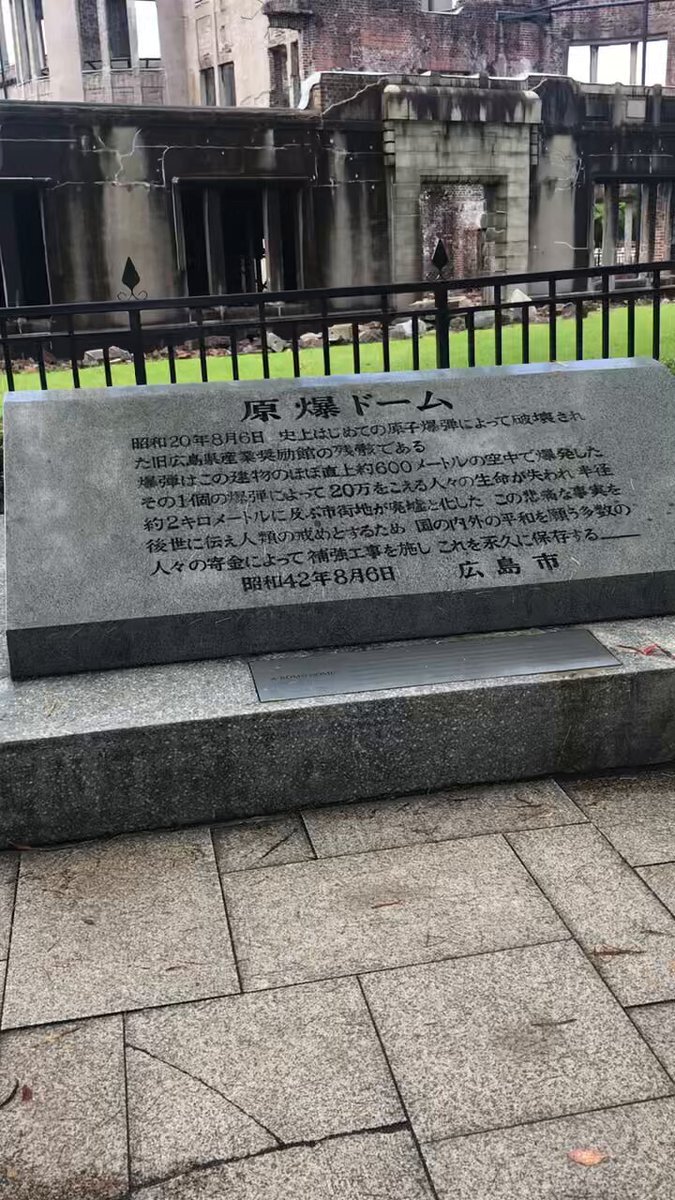 原爆ドーム
昭和20年8月6日 史上はじめての原子爆弾によって破壊され
た旧広島県産業奨励館の残骸である
爆弾はこの建物のほぼ直上約600メートルの空中で爆発した
その1個の爆弾によって20万をこえる人々の生命が失われ 半径
約2キロメートルに及ぶ市街地が廃墟と化した この悲痛な事実を
後世に伝え人類の戒めとするため 国の内外の平和を願う多数の
人々の寄金によって補強工事を施し これを永久に保存する
昭和42年8月6日 広島市
A-BOMB DOME